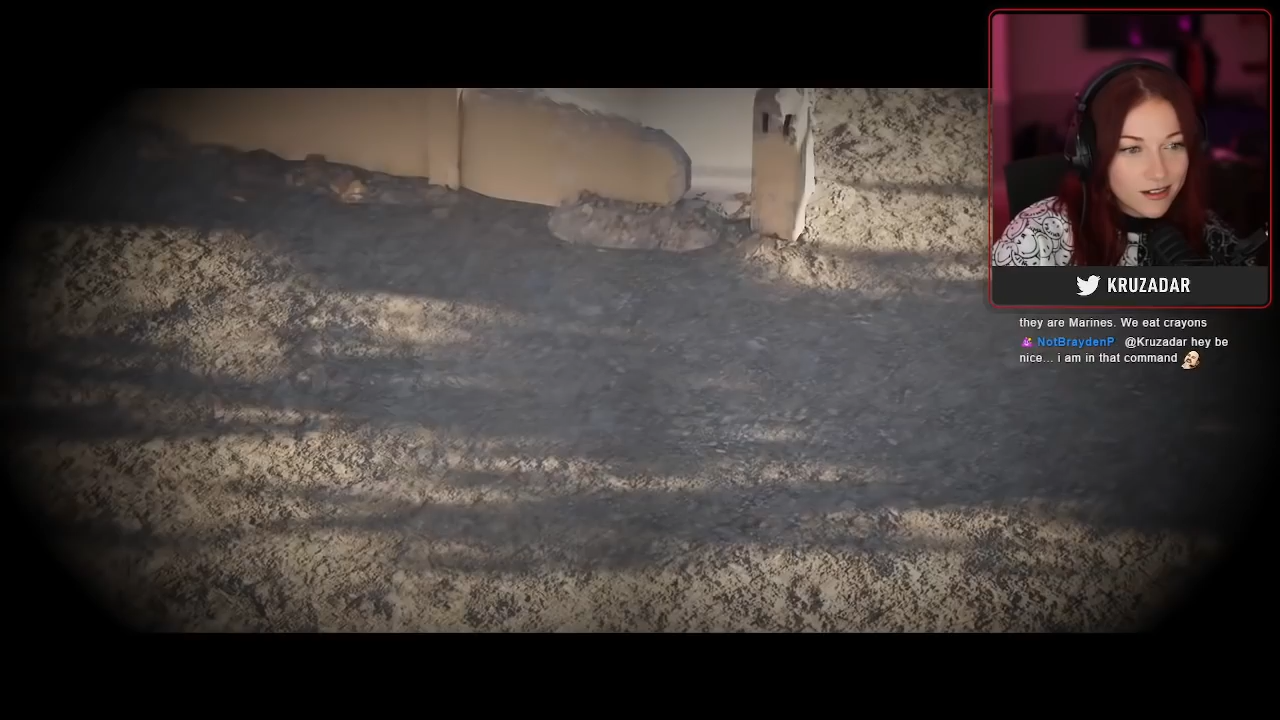 KRUZADAR
they are Marines. We eat crayons
NotBraydenP @Kruzadar hey be
nice... i am in that command